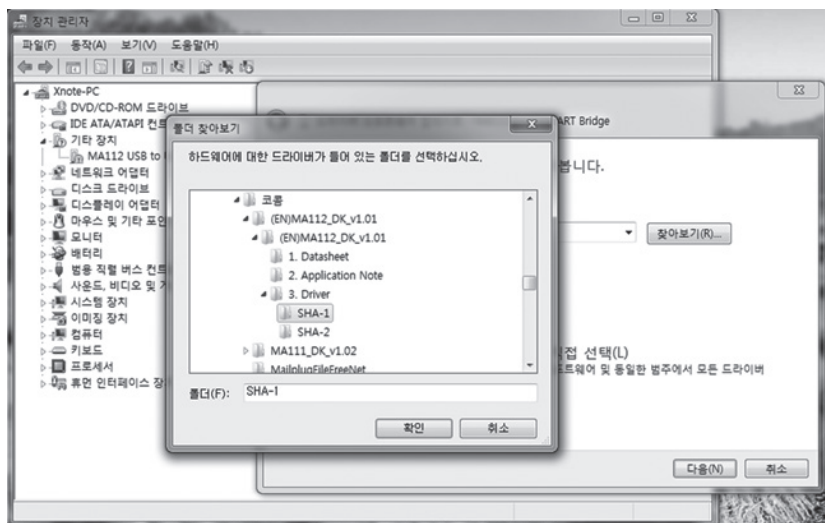 장치 관리자
파일(F) 동작(A) 보기(V) 도움말(H)
Xnote-PC
DVD/CD-ROM 드라이브
IDE ATA/ATAPI 컨트
기타 장치
MA112 USB to
네트워크 어댑터
디스크 드라이브
디스플레이 어댑터
마우스 및 기타 포인
모니터
배터리
범용 직렬 버스 컨트
사운드, 비디오 및 기
시스템 장치
이미징 장치
컴퓨터
키보드
프로세서
휴먼 인터페이스 장
ART Bridge
봅니다.
찾아보기(R)...
직접 선택(L)
드웨어 및 동일한 범주에서 모든 드라이버
다음(N) 취소
폴더 찾아보기
하드웨어에 대한 드라이버가 들어 있는 폴더를 선택하십시오.
코콤
(EN)MA112_DK_v1.01
(EN)MA112_DK_v1.01
1. Datasheet
2. Application Note
3. Driver
SHA-1
SHA-2
MA111_DK_v1.02
MailplugFileFreeNet
폴더(F): SHA-1
확인 취소